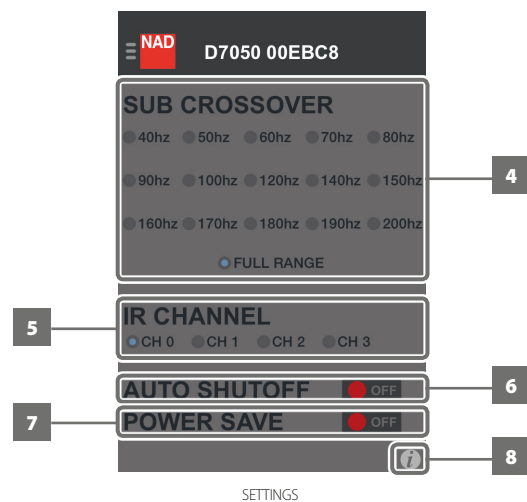 NAD D7050 00EBC8
SUB CROSSOVER
40hz 50hz 60hz 70hz 80hz
90hz 100hz 120hz 140hz 150hz
4
160hz 170hz 180hz 190hz 200hz
FULL RANGE
IR CHANNEL
5
CH 0 CH 1 CH 2 CH 3
AUTO SHUTOFF OFF
6
7
POWER SAVE OFF
i
8
SETTINGS